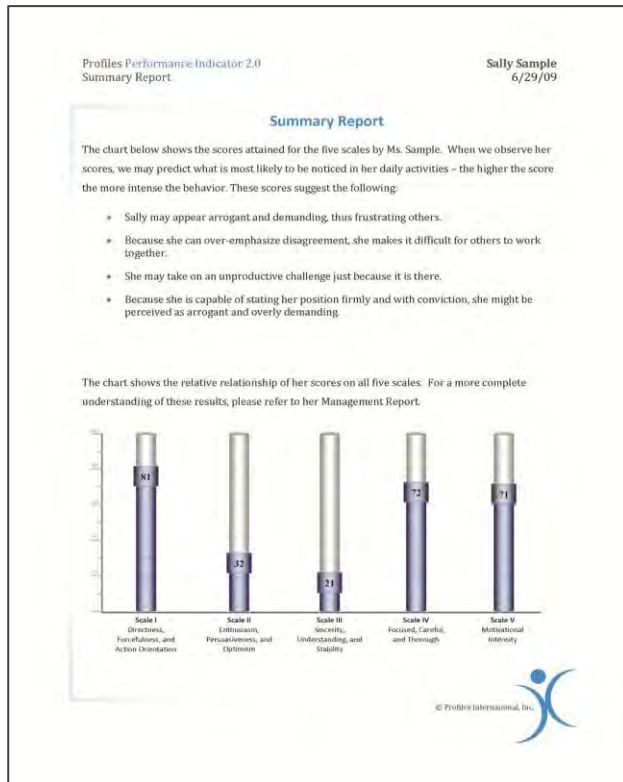 Profiles Performance Indicator 2.0
Summary Report
Sally Sample
6/29/09
Summary Report
The chart below shows the scores attained for the five scales by Ms. Sample. When we observe her
scores, we may predict what is most likely to be noticed in her daily activities – the higher the score
the more intense the behavior. These scores suggest the following:
• Sally may appear arrogant and demanding, thus frustrating others.
• Because she can over-emphasize disagreement, she makes it difficult for others to work
together.
• She may take on an unproductive challenge just because it is there.
• Because she is capable of stating her position firmly and with conviction, she might be
perceived as arrogant and overly demanding.
The chart shows the relative relationship of her scores on all five scales. For a more complete
understanding of these results, please refer to her Management Report.
81
32
21
72
71
Scale I
Directness,
Forcefulness, and
Action Orientation
Scale II
Enthusiasm,
Persuasiveness, and
Optimism
Scale III
Sincerity,
Understanding, and
Stability
Scale IV
Focused, Careful,
and Thorough
Scale V
Motivational
Intensity
© Profiles International, Inc.